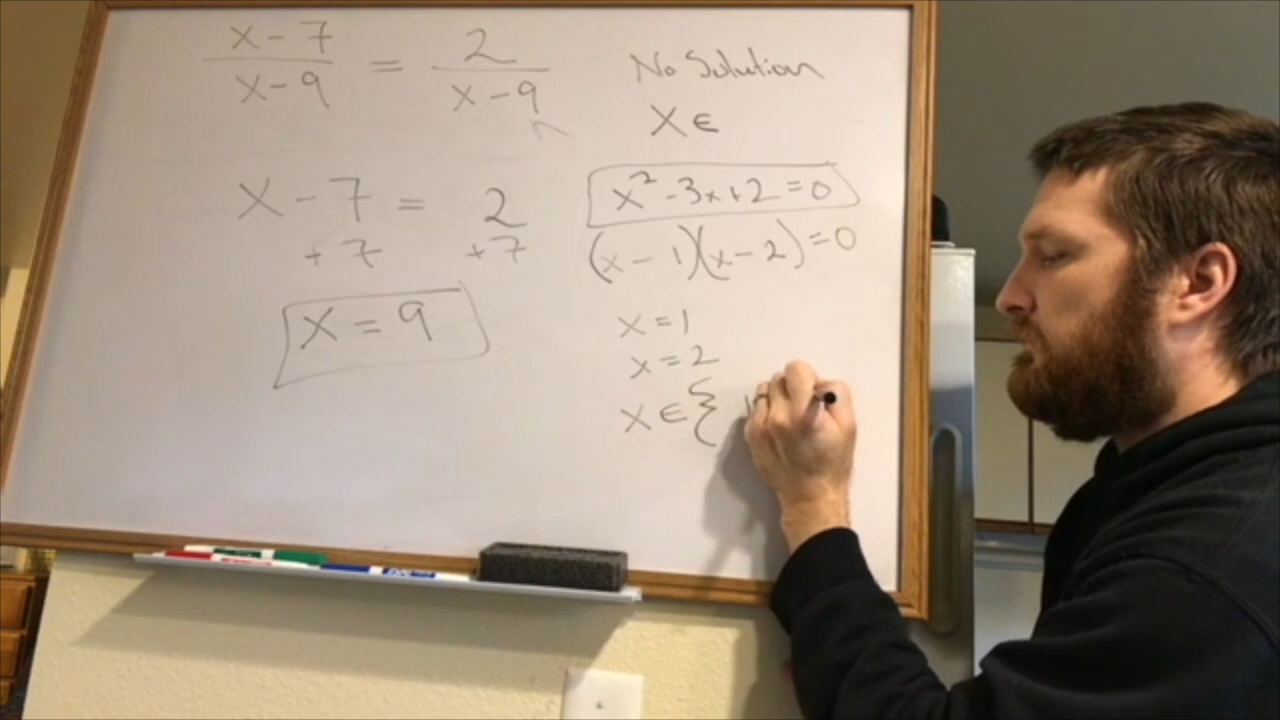 x-7 / x-9 = 2 / x-9
x - 7 = 2
+7 +7
x = 9
No Solution
x ∈
x² -3x+2=0
(x - 1)(x - 2) = 0
x = 1
x = 2
x ∈ { 1